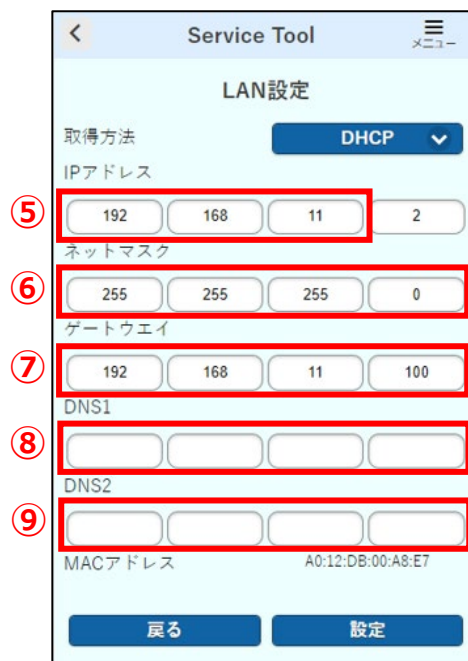 Service Tool
メニュー
LAN設定
取得方法 DHCP
IPアドレス
⑤ 192 168 11 2
ネットマスク
⑥ 255 255 255 0
ゲートウエイ
⑦ 192 168 11 100
DNS1
⑧
DNS2
⑨
MACアドレス A0:12:DB:00:A8:E7
戻る 設定